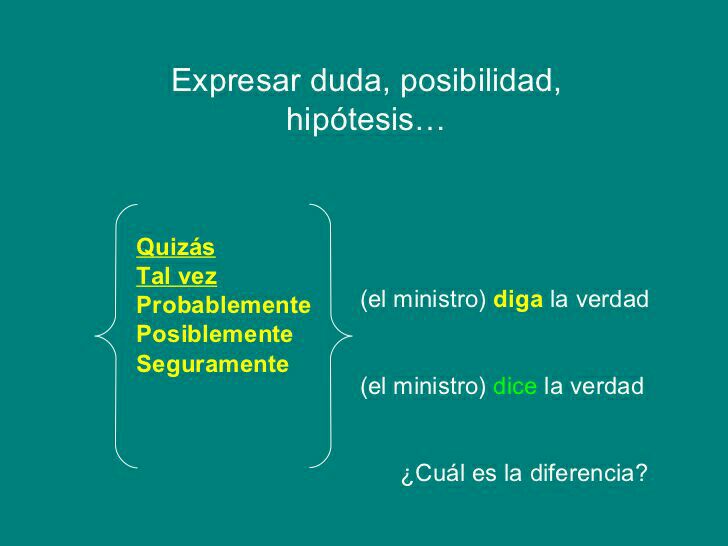 Expresar duda, posibilidad,
hipótesis…
Quizás
Tal vez
Probablemente
Posiblemente
Seguramente
(el ministro) diga la verdad
(el ministro) dice la verdad
¿Cuál es la diferencia?